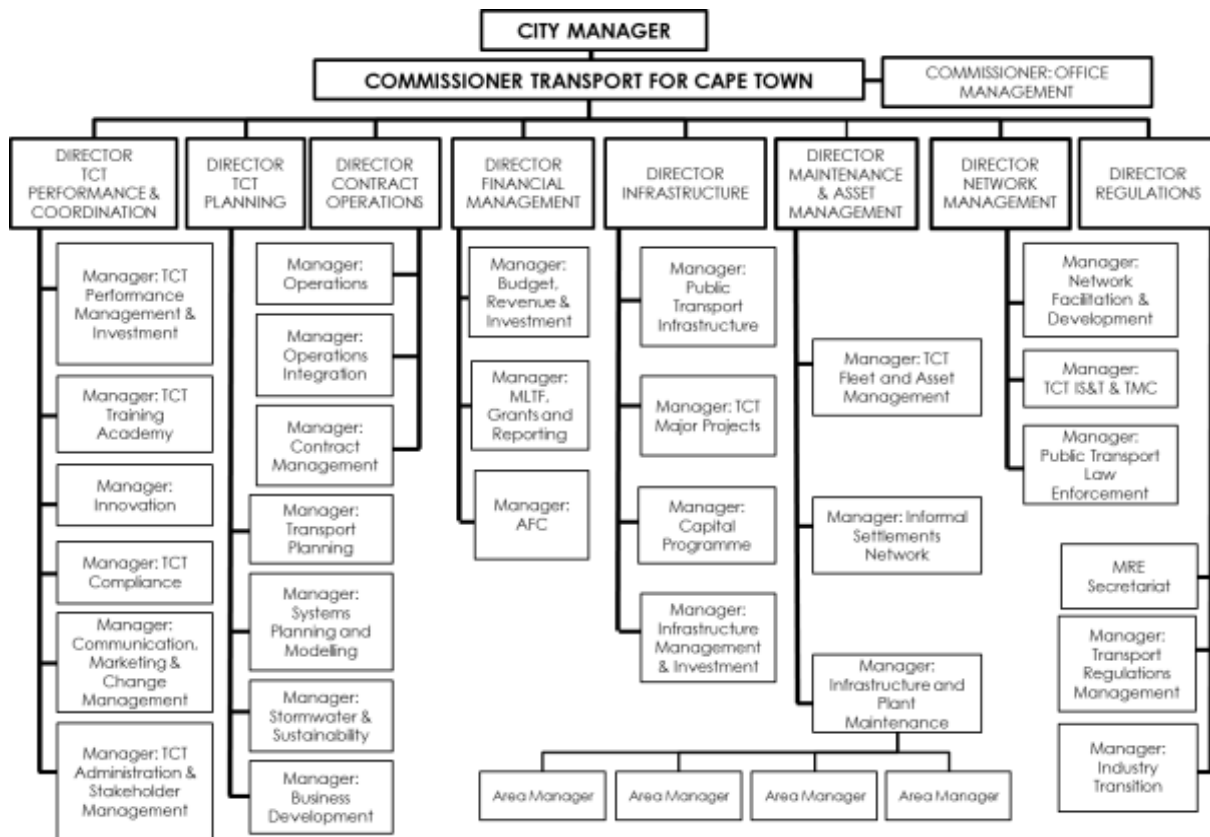 CITY MANAGER
COMMISSIONER TRANSPORT FOR CAPE TOWN
COMMISSIONER: OFFICE
MANAGEMENT
DIRECTOR
TCT
PERFORMANCE &
COORDINATION
DIRECTOR
TCT
PLANNING
DIRECTOR
CONTRACT
OPERATIONS
DIRECTOR
FINANCIAL
MANAGEMENT
DIRECTOR
INFRASTRUCTURE
DIRECTOR
MAINTENANCE
& ASSET
MANAGEMENT
DIRECTOR
NETWORK
MANAGEMENT
DIRECTOR
REGULATIONS
Manager: TCT
Performance
Management &
Investment
Manager: TCT
Training
Academy
Manager:
Innovation
Manager: TCT
Compliance
Manager:
Communication,
Marketing &
Change
Management
Manager: TCT
Administration &
Stakeholder
Management
Manager:
Operations
Manager:
Operations
Integration
Manager:
Contract
Management
Manager:
Transport
Planning
Manager:
Systems
Planning and
Modelling
Manager:
Stormwater &
Sustainability
Manager:
Business
Development
Manager:
Budget,
Revenue &
Investment
Manager:
MLTF,
Grants and
Reporting
Manager:
AFC
Manager:
Public
Transport
Infrastructure
Manager: TCT
Major Projects
Manager:
Capital
Programme
Manager:
Infrastructure
Management
& Investment
Manager: TCT
Fleet and Asset
Management
Manager: Informal
Settlements
Network
Manager:
Infrastructure and
Plant
Maintenance
Area Manager
Area Manager
Area Manager
Area Manager
Manager:
Network
Facilitation &
Development
Manager:
TCT IS&T & TMC
Manager:
Public Transport
Law
Enforcement
MRE
Secretariat
Manager:
Transport
Regulations
Management
Manager:
Industry
Transition